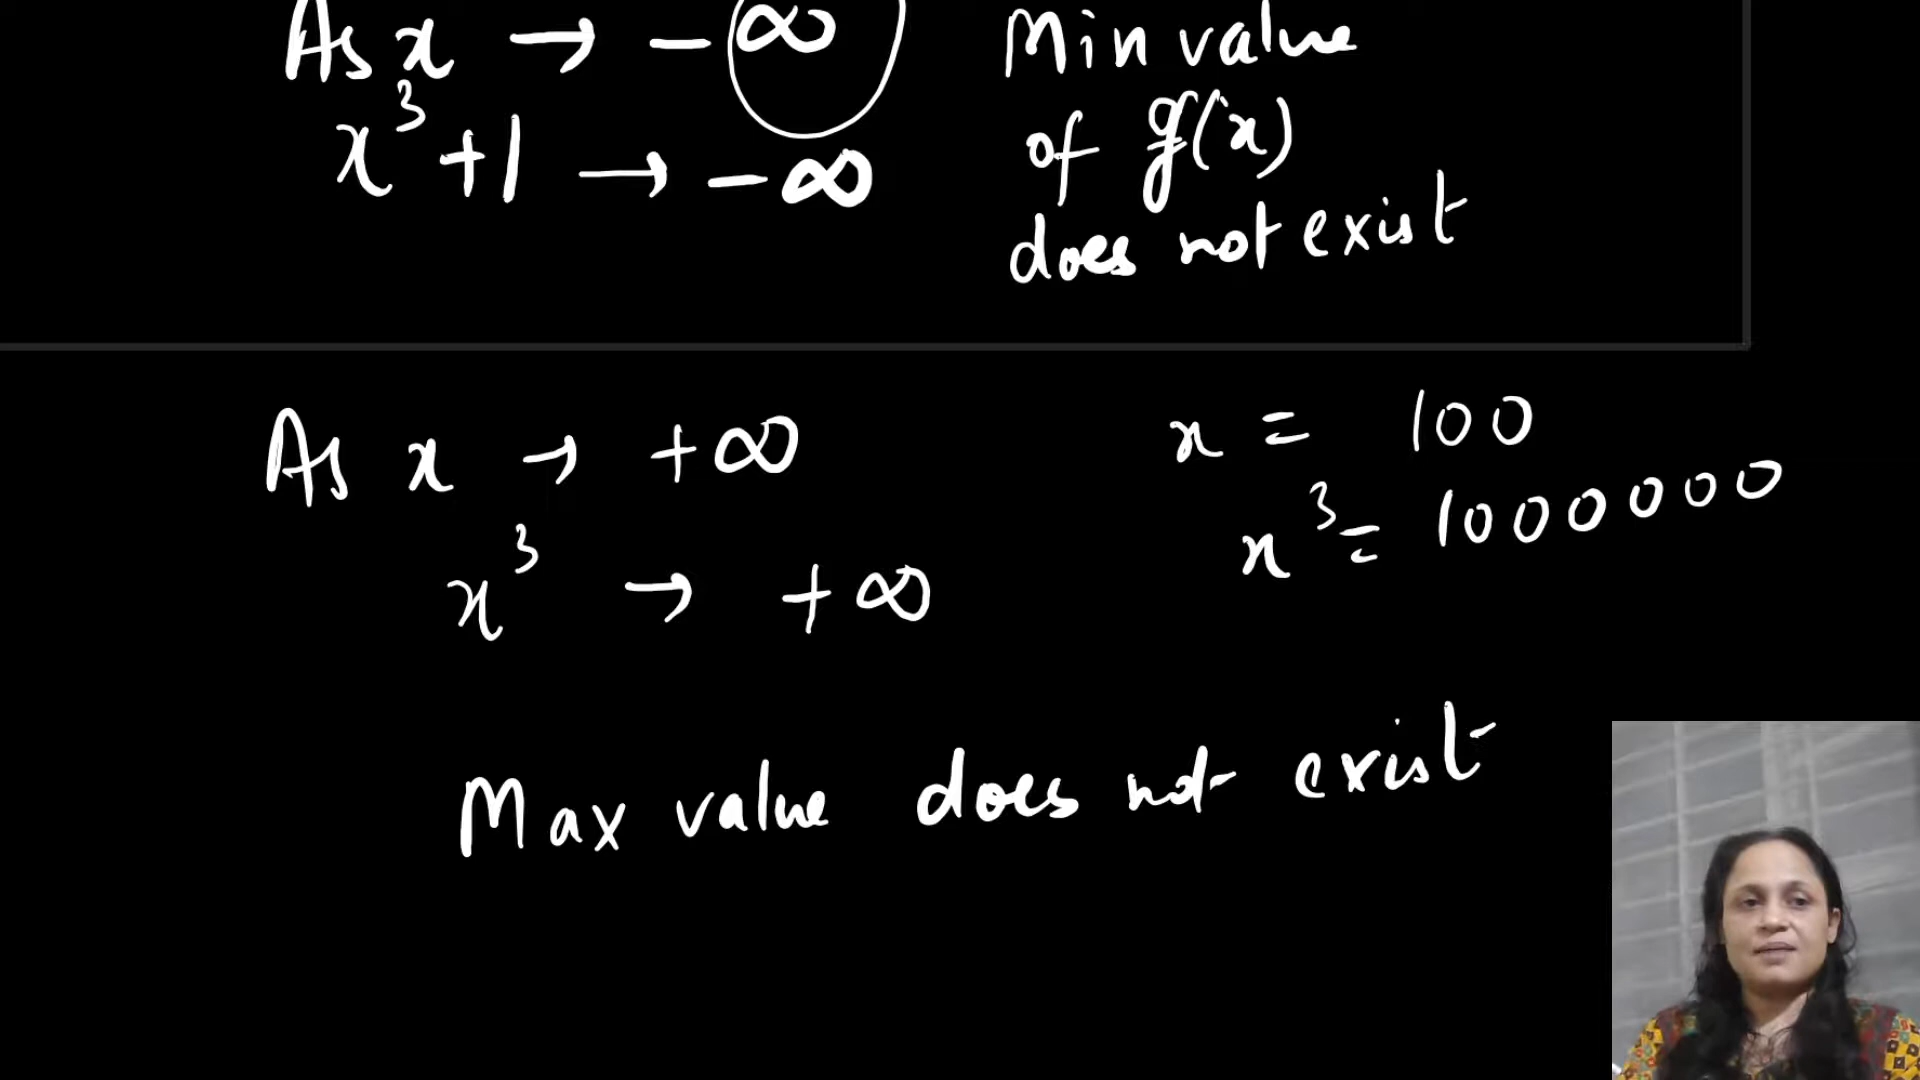 As x → -∞
x³+1 → -∞
Min value
of g(x)
does not exist
As x → +∞
x³ → +∞
x = 100
x³ = 1000000
Max value does not exist